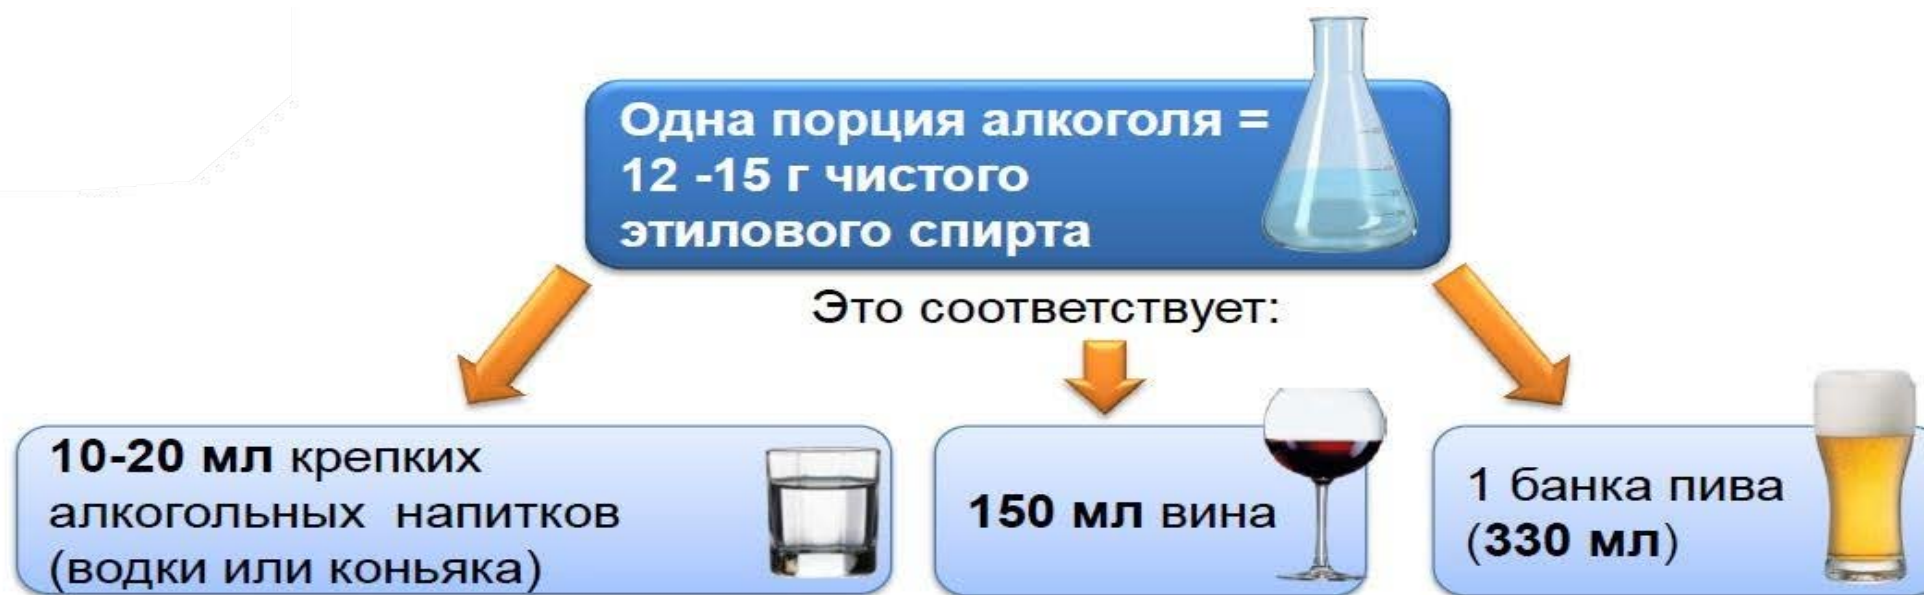 Одна порция алкоголя =
12 -15 г чистого
этилового спирта
Это соответствует:
10-20 мл крепких
алкогольных напитков
(водки или коньяка)
150 мл вина
1 банка пива
(330 мл)